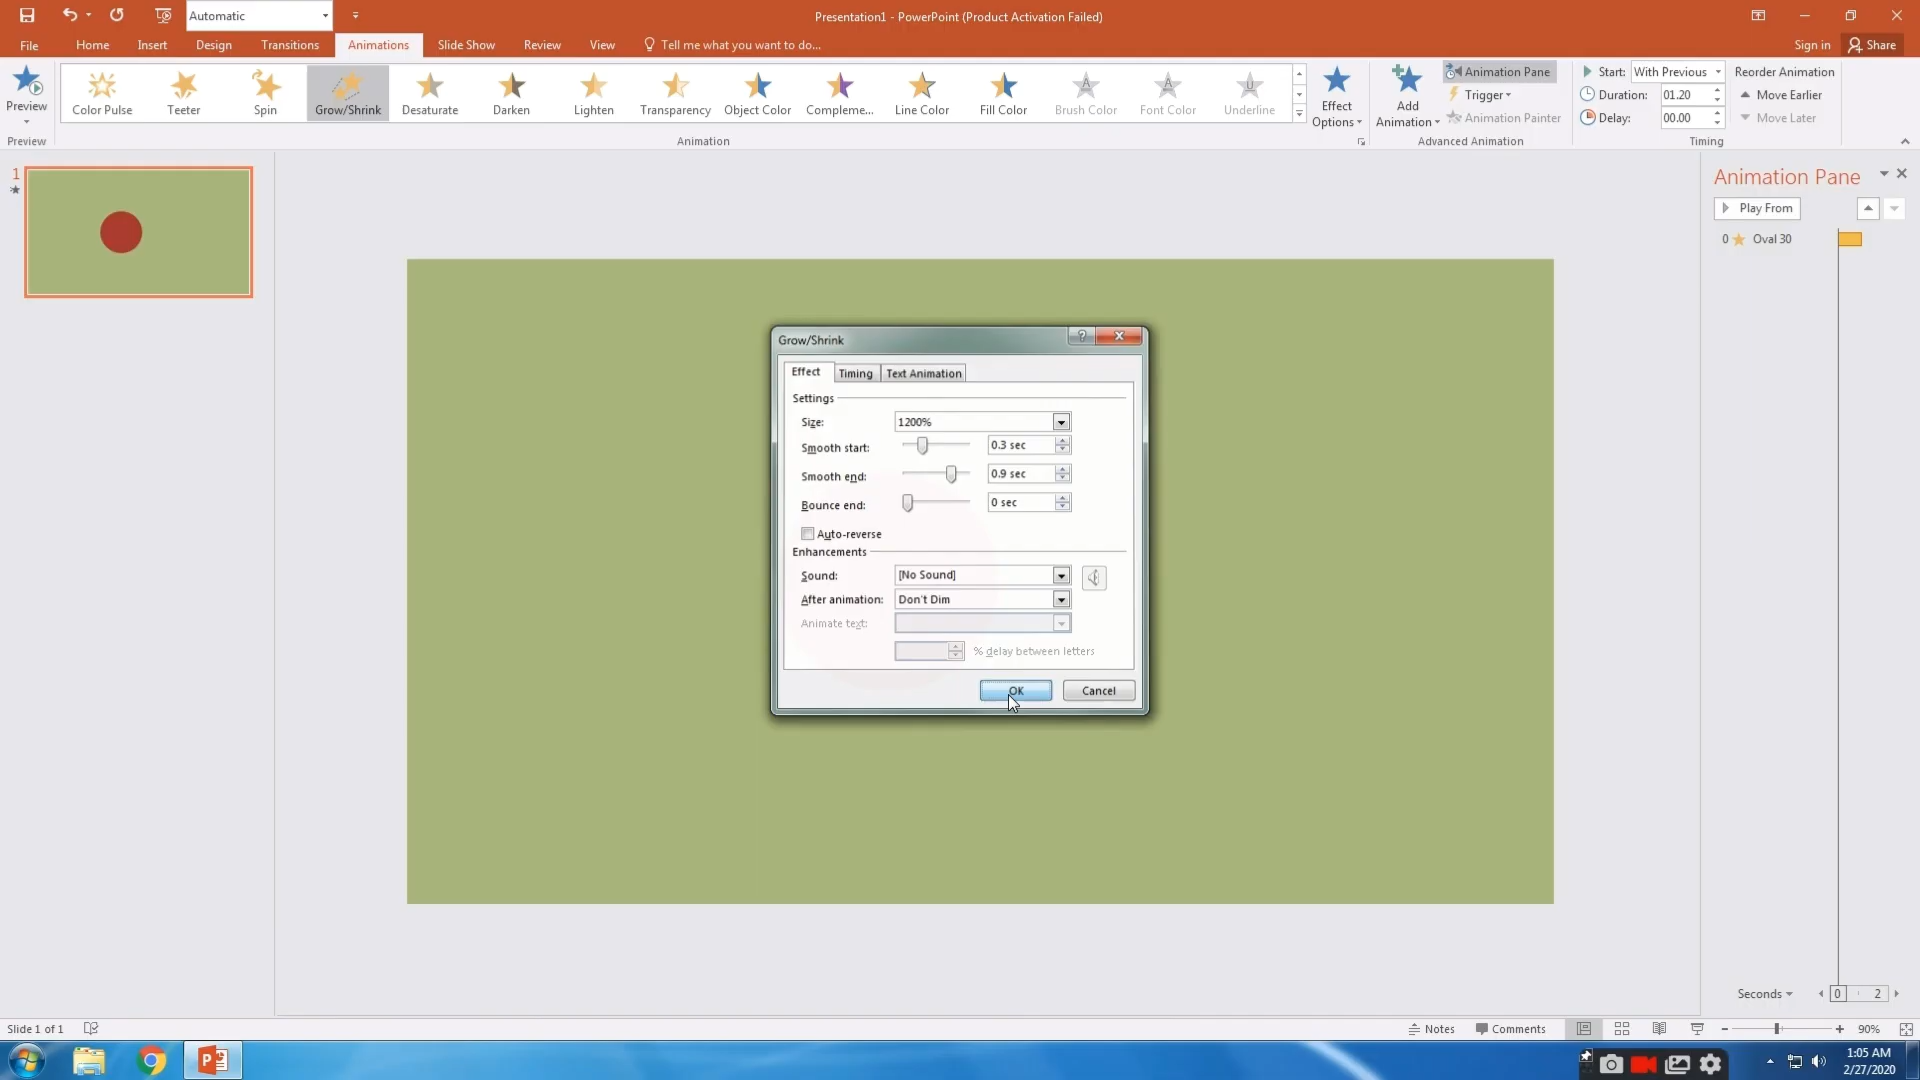 Automatic
Presentation1 - PowerPoint (Product Activation Failed)
File Home Insert Design Transitions Animations Slide Show Review View Tell me what you want to do... Sign in Share
Preview
Color Pulse Teeter Spin Grow/Shrink Desaturate Darken Lighten Transparency Object Color Compleme... Line Color Fill Color Brush Color Font Color Underline
Effect Options
Add Animation
Animation Pane
Trigger
Animation Painter
Start: With Previous
Duration: 01.20
Delay: 00.00
Reorder Animation
Move Earlier
Move Later
Preview Animation Advanced Animation Timing
1
Animation Pane
Play From
0 Oval 30
Grow/Shrink
Effect Timing Text Animation
Settings
Size: 1200%
Smooth start: 0.3 sec
Smooth end: 0.9 sec
Bounce end: 0 sec
Auto-reverse
Enhancements
Sound: [No Sound]
After animation: Don't Dim
Animate text:
% delay between letters
OK Cancel
Seconds 0 2
Slide 1 of 1 Notes Comments 90%
1:05 AM
2/27/2020